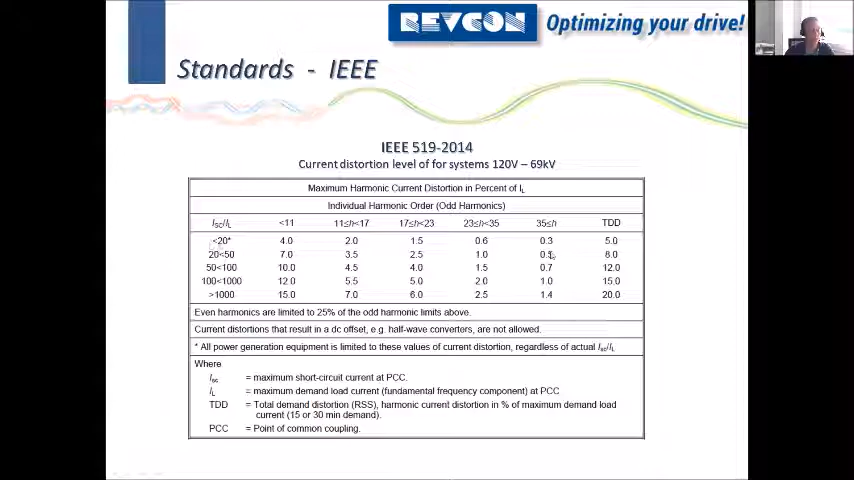 REVCON Optimizing your drive!
Standards - IEEE
IEEE 519-2014
Current distortion level of for systems 120V – 69kV
Maximum Harmonic Current Distortion in Percent of IL
Individual Harmonic Order (Odd Harmonics)
ISC/IL <11 11≤h<17 17≤h<23 23≤h<35 35≤h TDD
<20* 4.0 2.0 1.5 0.6 0.3 5.0
20<50 7.0 3.5 2.5 1.0 0.5 8.0
50<100 10.0 4.5 4.0 1.5 0.7 12.0
100<1000 12.0 5.5 5.0 2.0 1.0 15.0
>1000 15.0 7.0 6.0 2.5 1.4 20.0
Even harmonics are limited to 25% of the odd harmonic limits above.
Current distortions that result in a dc offset, e.g. half-wave converters, are not allowed.
* All power generation equipment is limited to these values of current distortion, regardless of actual Isc/IL
Where
Isc = maximum short-circuit current at PCC.
IL = maximum demand load current (fundamental frequency component) at PCC
TDD = Total demand distortion (RSS), harmonic current distortion in % of maximum demand load
current (15 or 30 min demand).
PCC = Point of common coupling.